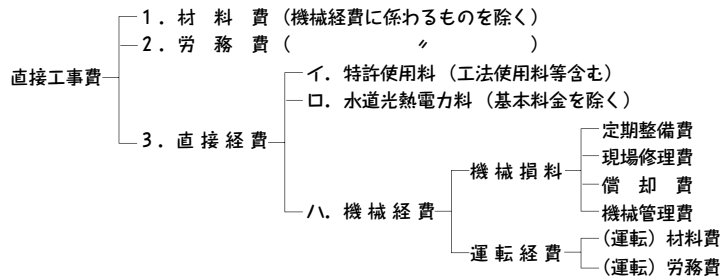 1．材料費（機械経費に係わるものを除く）
2．労務費（　〃　）
直接工事費
イ．特許使用料（工法使用料等含む）
ロ．水道光熱電力料（基本料金を除く）
3．直接経費
定期整備費
現場修理費
機械損料
償却費
ハ．機械経費
機械管理費
（運転）材料費
運転経費
（運転）労務費